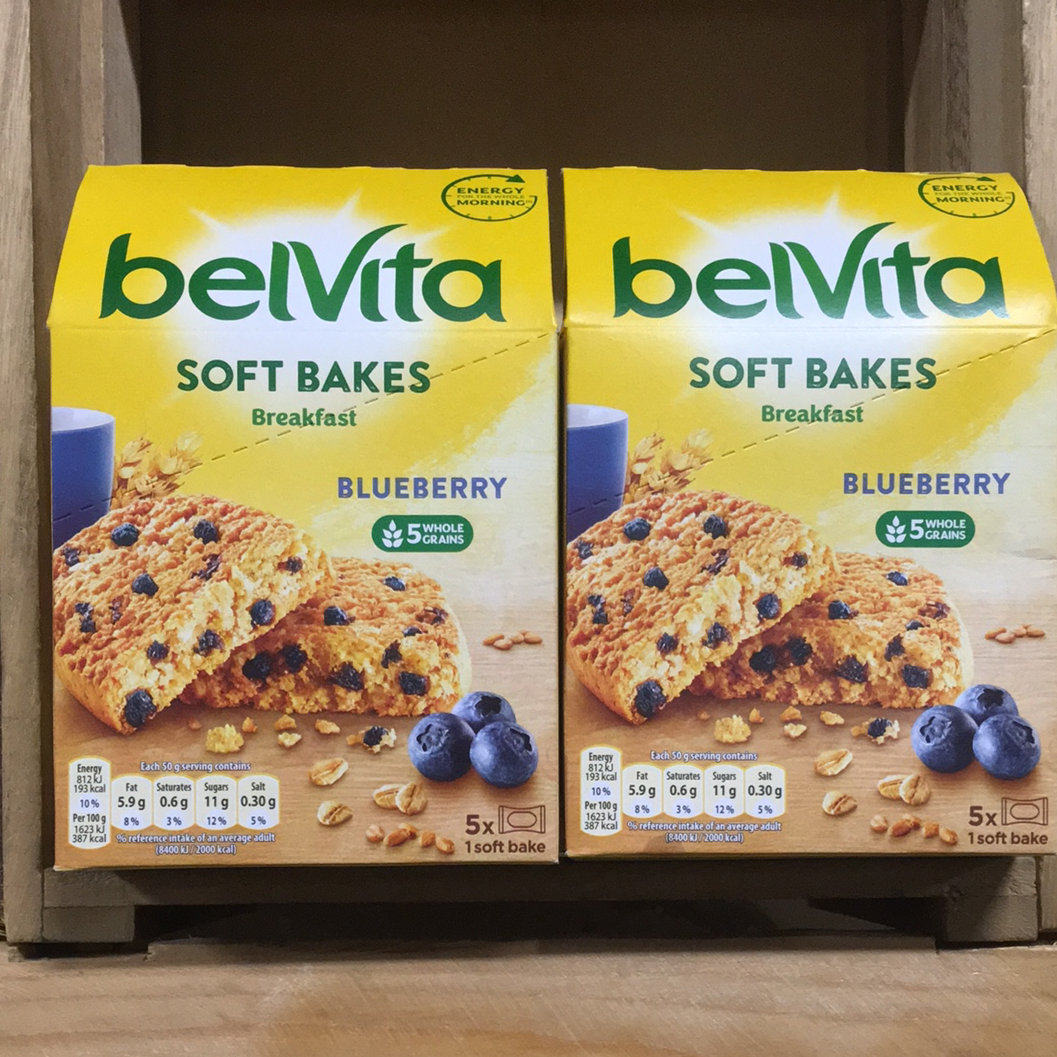 ENERGY
FOR THE WHOLE
MORNING
belVita
SOFT BAKES
Breakfast
BLUEBERRY
5 WHOLE
GRAINS
Each 50 g serving contains
Energy
812 kJ
193 kcal
10 %
Per 100 g
1623 kJ
387 kcal
Fat
5.9 g
8 %
Saturates
0.6 g
3 %
Sugars
11 g
12 %
Salt
0.30 g
5 %
% reference intake of an average adult
(8400 kJ / 2000 kcal)
5x
1 soft bake
ENERGY
FOR THE WHOLE
MORNING
belVita
SOFT BAKES
Breakfast
BLUEBERRY
5 WHOLE
GRAINS
Each 50 g serving contains
Energy
812 kJ
193 kcal
10 %
Per 100 g
1623 kJ
387 kcal
Fat
5.9 g
8 %
Saturates
0.6 g
3 %
Sugars
11 g
12 %
Salt
0.30 g
5 %
% reference intake of an average adult
(8400 kJ / 2000 kcal)
5x
1 soft bake